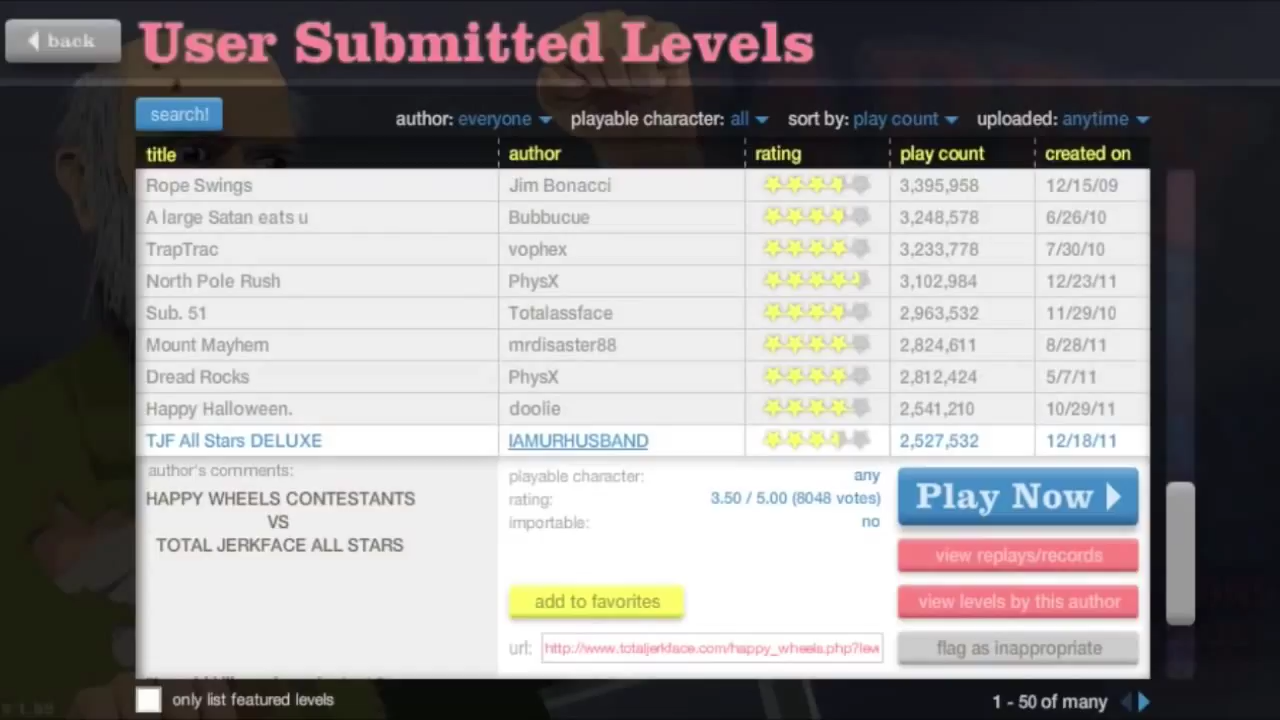 back
User Submitted Levels
search!
author: everyone playable character: all sort by: play count uploaded: anytime
title author rating play count created on
Rope Swings Jim Bonacci 3,395,958 12/15/09
A large Satan eats u Bubbucue 3,248,578 6/26/10
TrapTrac vophex 3,233,778 7/30/10
North Pole Rush PhysX 3,102,984 12/23/11
Sub. 51 Totalassface 2,963,532 11/29/10
Mount Mayhem mrdisaster88 2,824,611 8/28/11
Dread Rocks PhysX 2,812,424 5/7/11
Happy Halloween. doolie 2,541,210 10/29/11
TJF All Stars DELUXE IAMURHUSBAND 2,527,532 12/18/11
author's comments:
HAPPY WHEELS CONTESTANTS
VS
TOTAL JERKFACE ALL STARS
playable character: any
rating: 3.50 / 5.00 (8048 votes)
importable: no
add to favorites
url: http://www.totaljerkface.com/happy_wheels.php?lev
Play Now
view replays/records
view levels by this author
flag as inappropriate
only list featured levels
1 - 50 of many